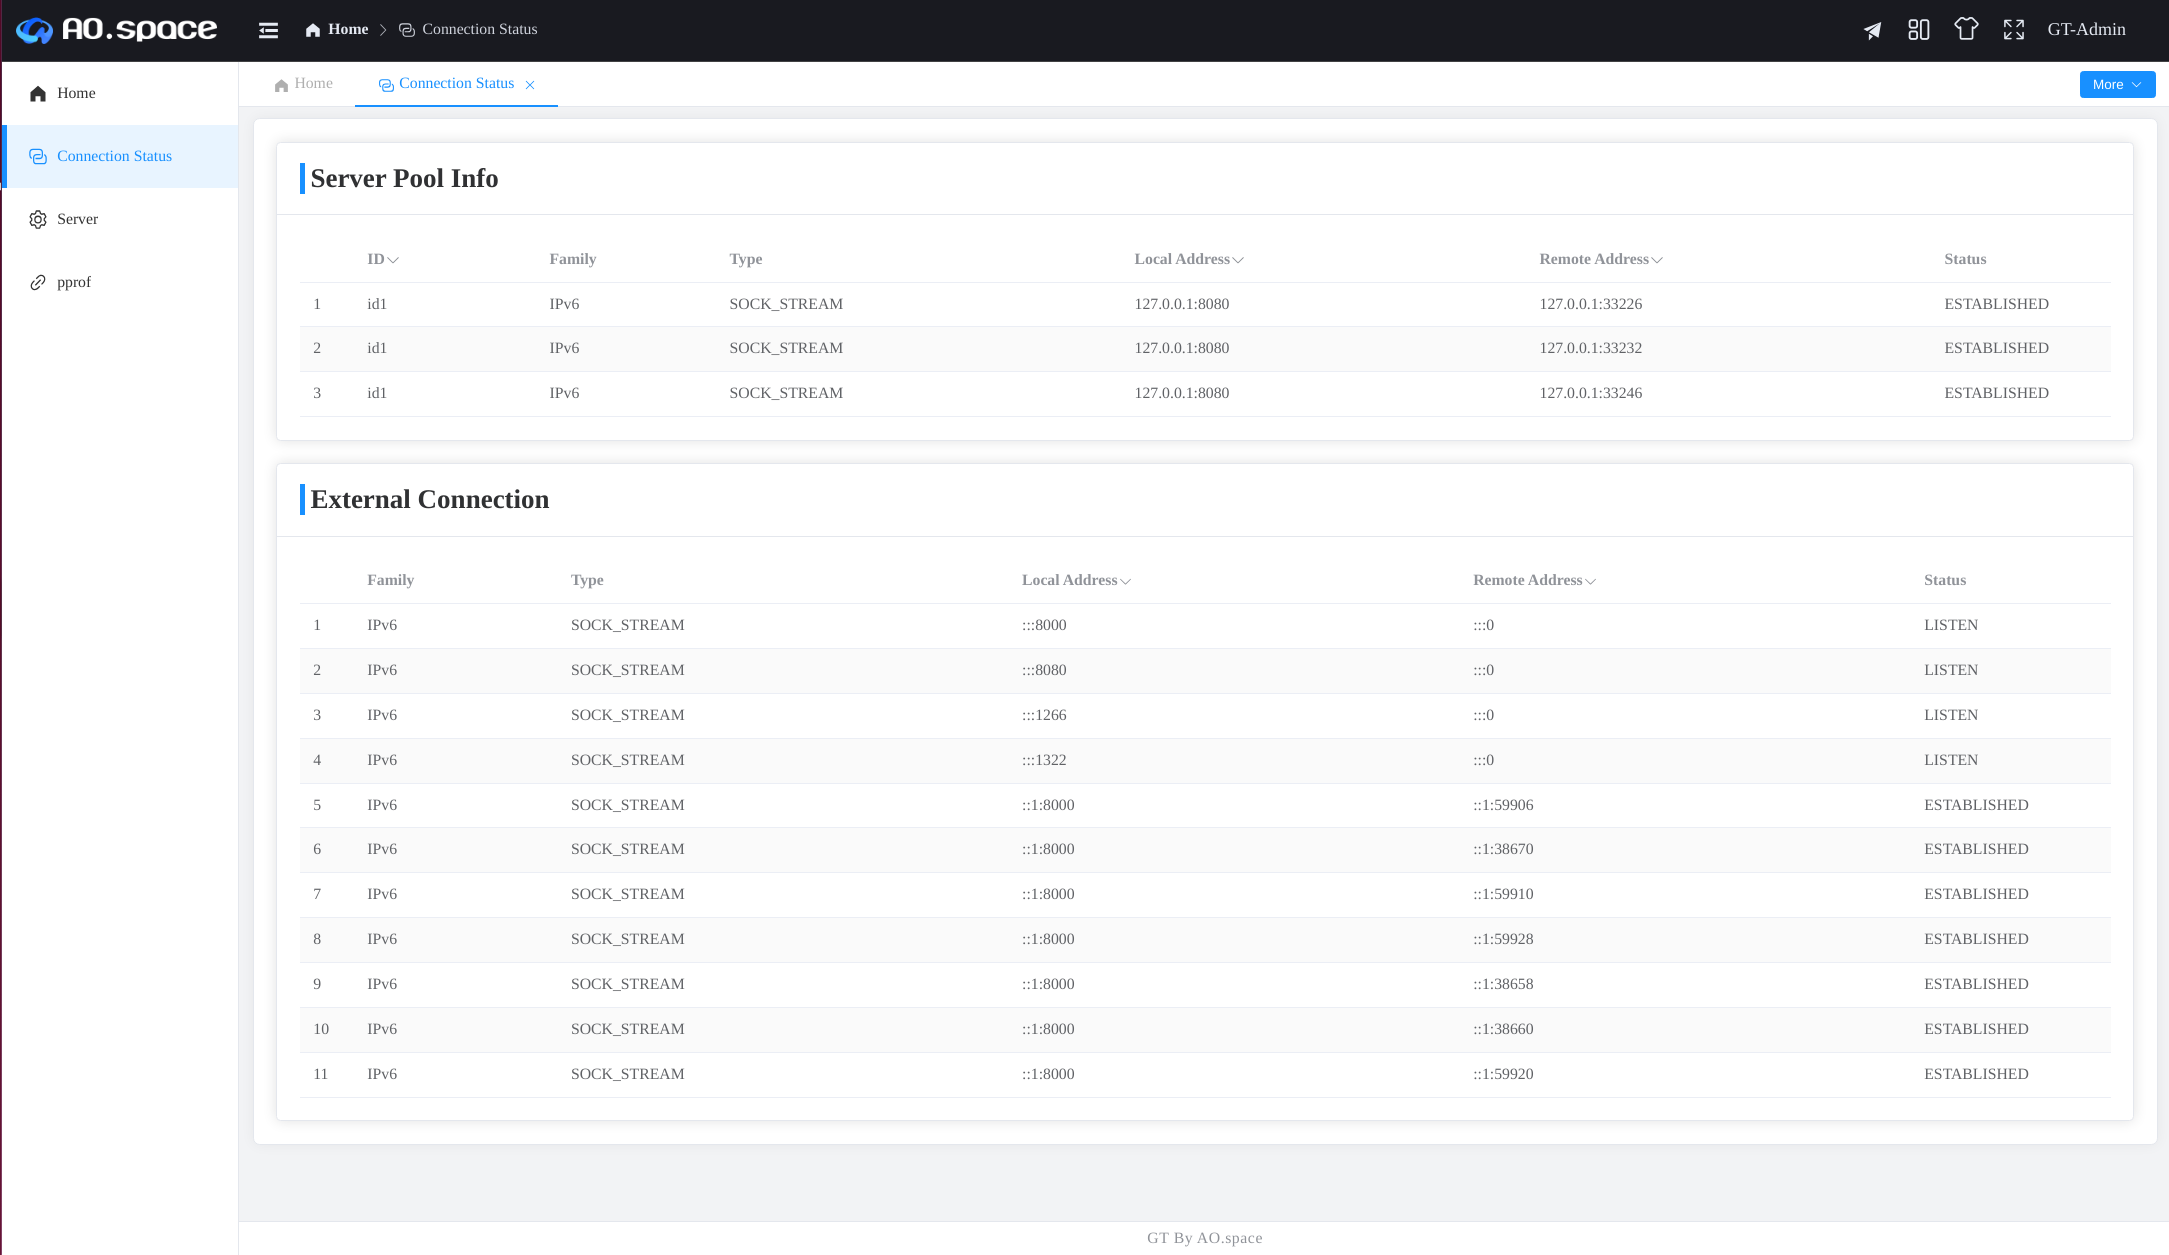 AO.space Home Connection Status GT-Admin
Home Connection Status More
Home
Connection Status
Server
pprof
Server Pool Info
ID Family Type Local Address Remote Address Status
1 id1 IPv6 SOCK_STREAM 127.0.0.1:8080 127.0.0.1:33226 ESTABLISHED
2 id1 IPv6 SOCK_STREAM 127.0.0.1:8080 127.0.0.1:33232 ESTABLISHED
3 id1 IPv6 SOCK_STREAM 127.0.0.1:8080 127.0.0.1:33246 ESTABLISHED
External Connection
Family Type Local Address Remote Address Status
1 IPv6 SOCK_STREAM :::8000 :::0 LISTEN
2 IPv6 SOCK_STREAM :::8080 :::0 LISTEN
3 IPv6 SOCK_STREAM :::1266 :::0 LISTEN
4 IPv6 SOCK_STREAM :::1322 :::0 LISTEN
5 IPv6 SOCK_STREAM ::1:8000 ::1:59906 ESTABLISHED
6 IPv6 SOCK_STREAM ::1:8000 ::1:38670 ESTABLISHED
7 IPv6 SOCK_STREAM ::1:8000 ::1:59910 ESTABLISHED
8 IPv6 SOCK_STREAM ::1:8000 ::1:59928 ESTABLISHED
9 IPv6 SOCK_STREAM ::1:8000 ::1:38658 ESTABLISHED
10 IPv6 SOCK_STREAM ::1:8000 ::1:38660 ESTABLISHED
11 IPv6 SOCK_STREAM ::1:8000 ::1:59920 ESTABLISHED
GT By AO.space